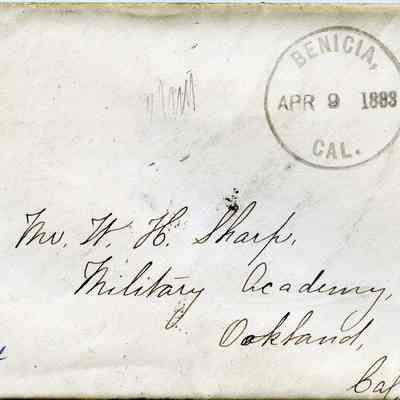 BENICIA,
APR 9 1883
CAL.
Mr. W. H. Sharp,
Military Academy,
Oakland,
Cal